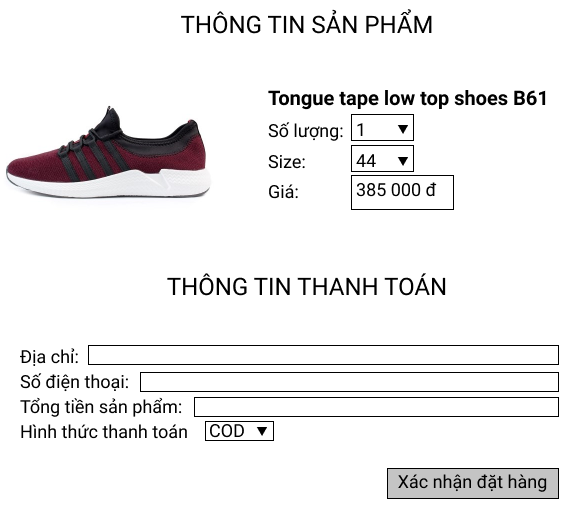 THÔNG TIN SẢN PHẨM
Tongue tape low top shoes B61
Số lượng: 1
Size: 44
Giá: 385 000 đ
THÔNG TIN THANH TOÁN
Địa chỉ:
Số điện thoại:
Tổng tiền sản phẩm:
Hình thức thanh toán COD
Xác nhận đặt hàng